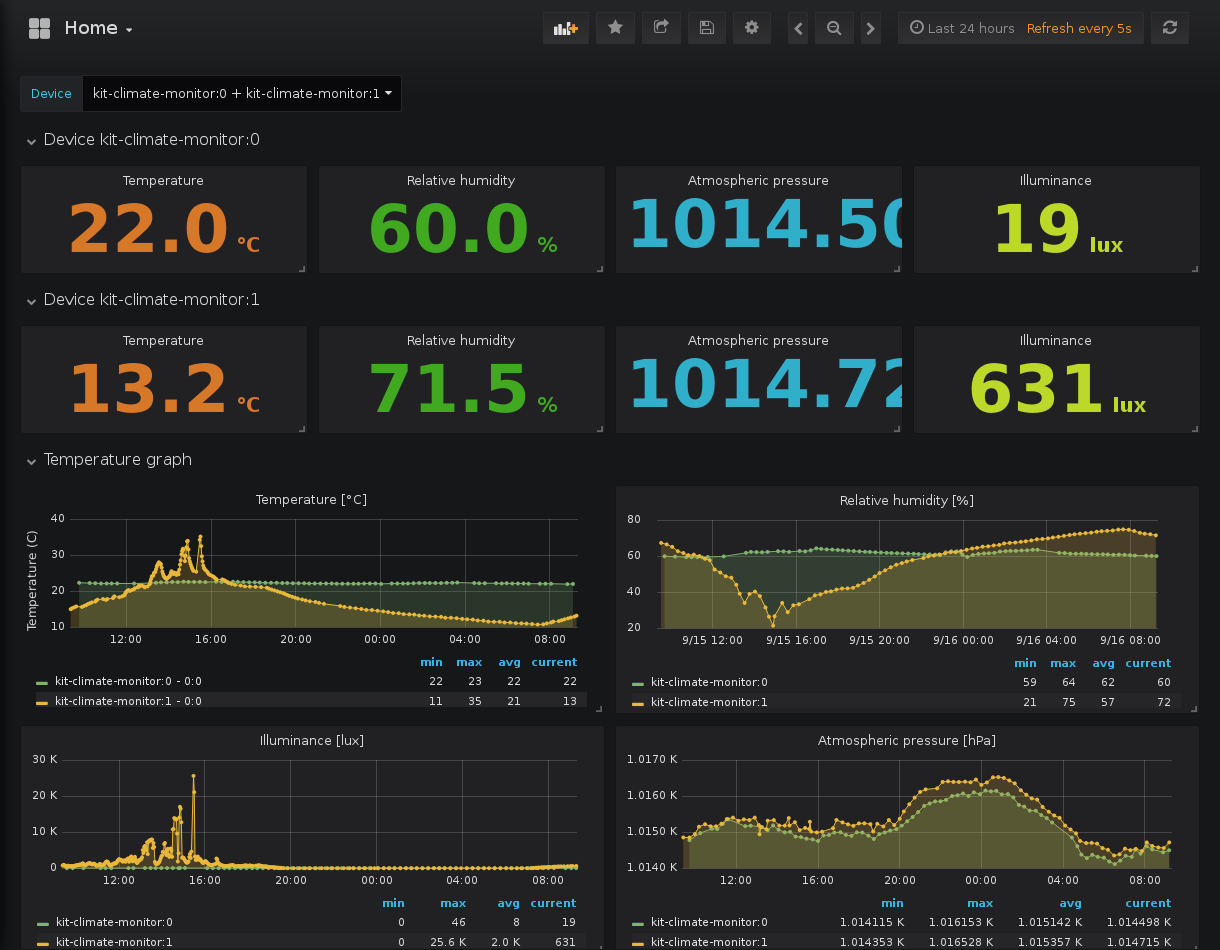 Home
Last 24 hours Refresh every 5s
Device kit-climate-monitor:0 + kit-climate-monitor:1
Device kit-climate-monitor:0
Temperature
22.0 °C
Relative humidity
60.0 %
Atmospheric pressure
1014.50
Illuminance
19 lux
Device kit-climate-monitor:1
Temperature
13.2 °C
Relative humidity
71.5 %
Atmospheric pressure
1014.72
Illuminance
631 lux
Temperature graph
Temperature [°C]
Temperature (C)
40
30
20
10
12:00 16:00 20:00 00:00 04:00 08:00
min max avg current
kit-climate-monitor:0 - 0:0 22 23 22 22
kit-climate-monitor:1 - 0:0 11 35 21 13
Relative humidity [%]
80
60
40
20
9/15 12:00 9/15 16:00 9/15 20:00 9/16 00:00 9/16 04:00 9/16 08:00
min max avg current
kit-climate-monitor:0 59 64 62 60
kit-climate-monitor:1 21 75 57 72
Illuminance [lux]
30 K
20 K
10 K
0
12:00 16:00 20:00 00:00 04:00 08:00
min max avg current
kit-climate-monitor:0 0 46 8 19
kit-climate-monitor:1 0 25.6 K 2.0 K 631
Atmospheric pressure [hPa]
1.0170 K
1.0160 K
1.0150 K
1.0140 K
12:00 16:00 20:00 00:00 04:00 08:00
min max avg current
kit-climate-monitor:0 1.014115 K 1.016153 K 1.015142 K 1.014498 K
kit-climate-monitor:1 1.014353 K 1.016528 K 1.015357 K 1.014715 K